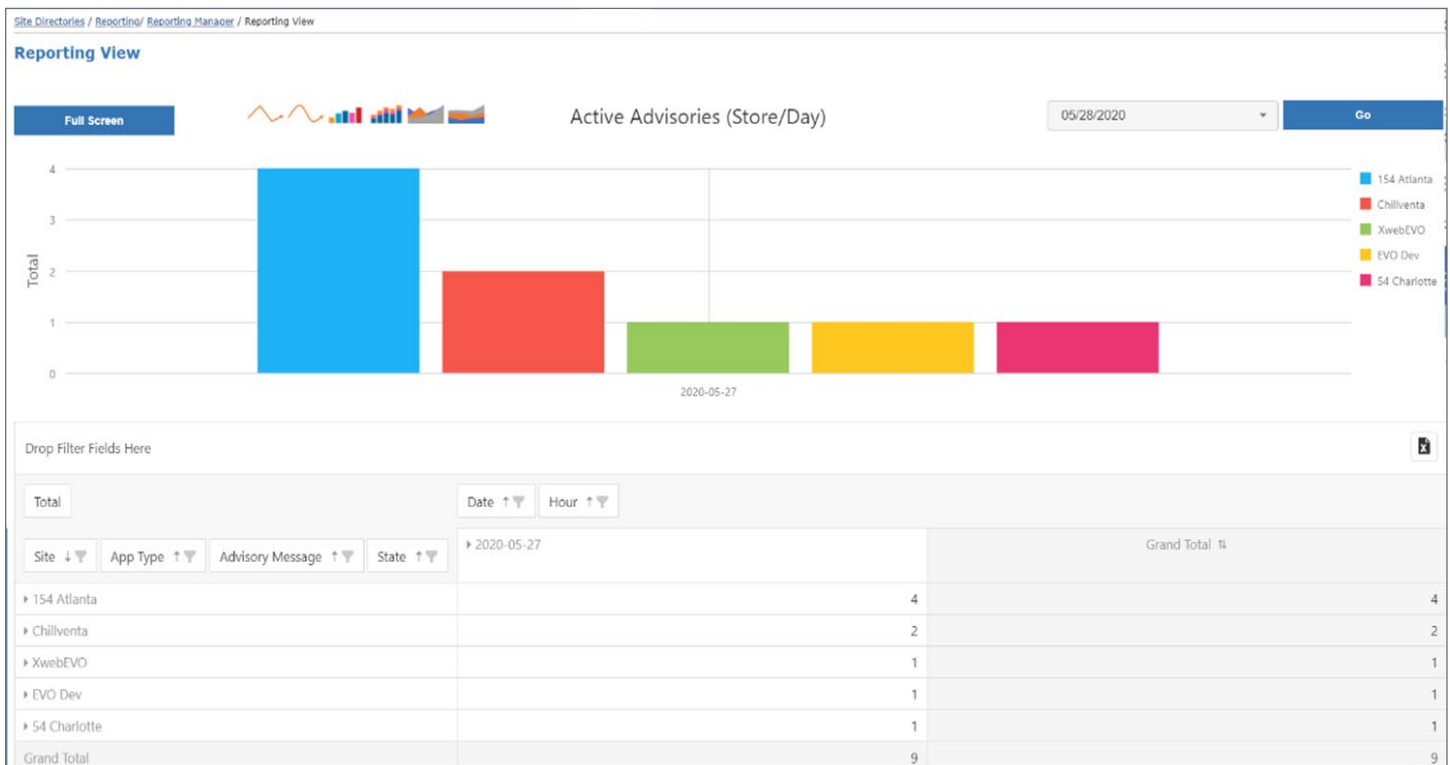 Site Directories / Reporting/ Reporting Manager / Reporting View
Reporting View
Full Screen
Active Advisories (Store/Day)
05/28/2020
Go
4
3
2
1
0
Total
2020-05-27
154 Atlanta
Chillventa
XwebEVO
EVO Dev
54 Charlotte
Drop Filter Fields Here
Total
Date
Hour
Site
App Type
Advisory Message
State
2020-05-27
Grand Total
154 Atlanta 4 4
Chillventa 2 2
XwebEVO 1 1
EVO Dev 1 1
54 Charlotte 1 1
Grand Total 9 9